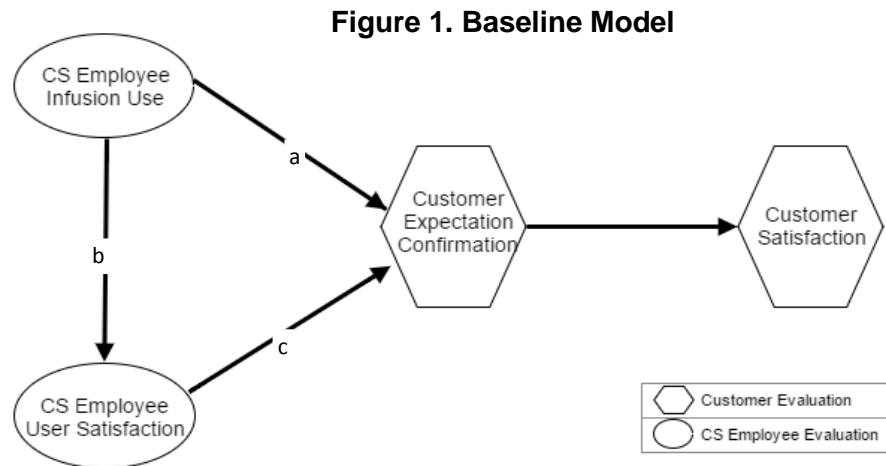 Figure 1. Baseline Model
CS Employee
Infusion Use
a
Customer
Expectation
Confirmation
Customer
Satisfaction
b
c
CS Employee
User Satisfaction
Customer Evaluation
CS Employee Evaluation